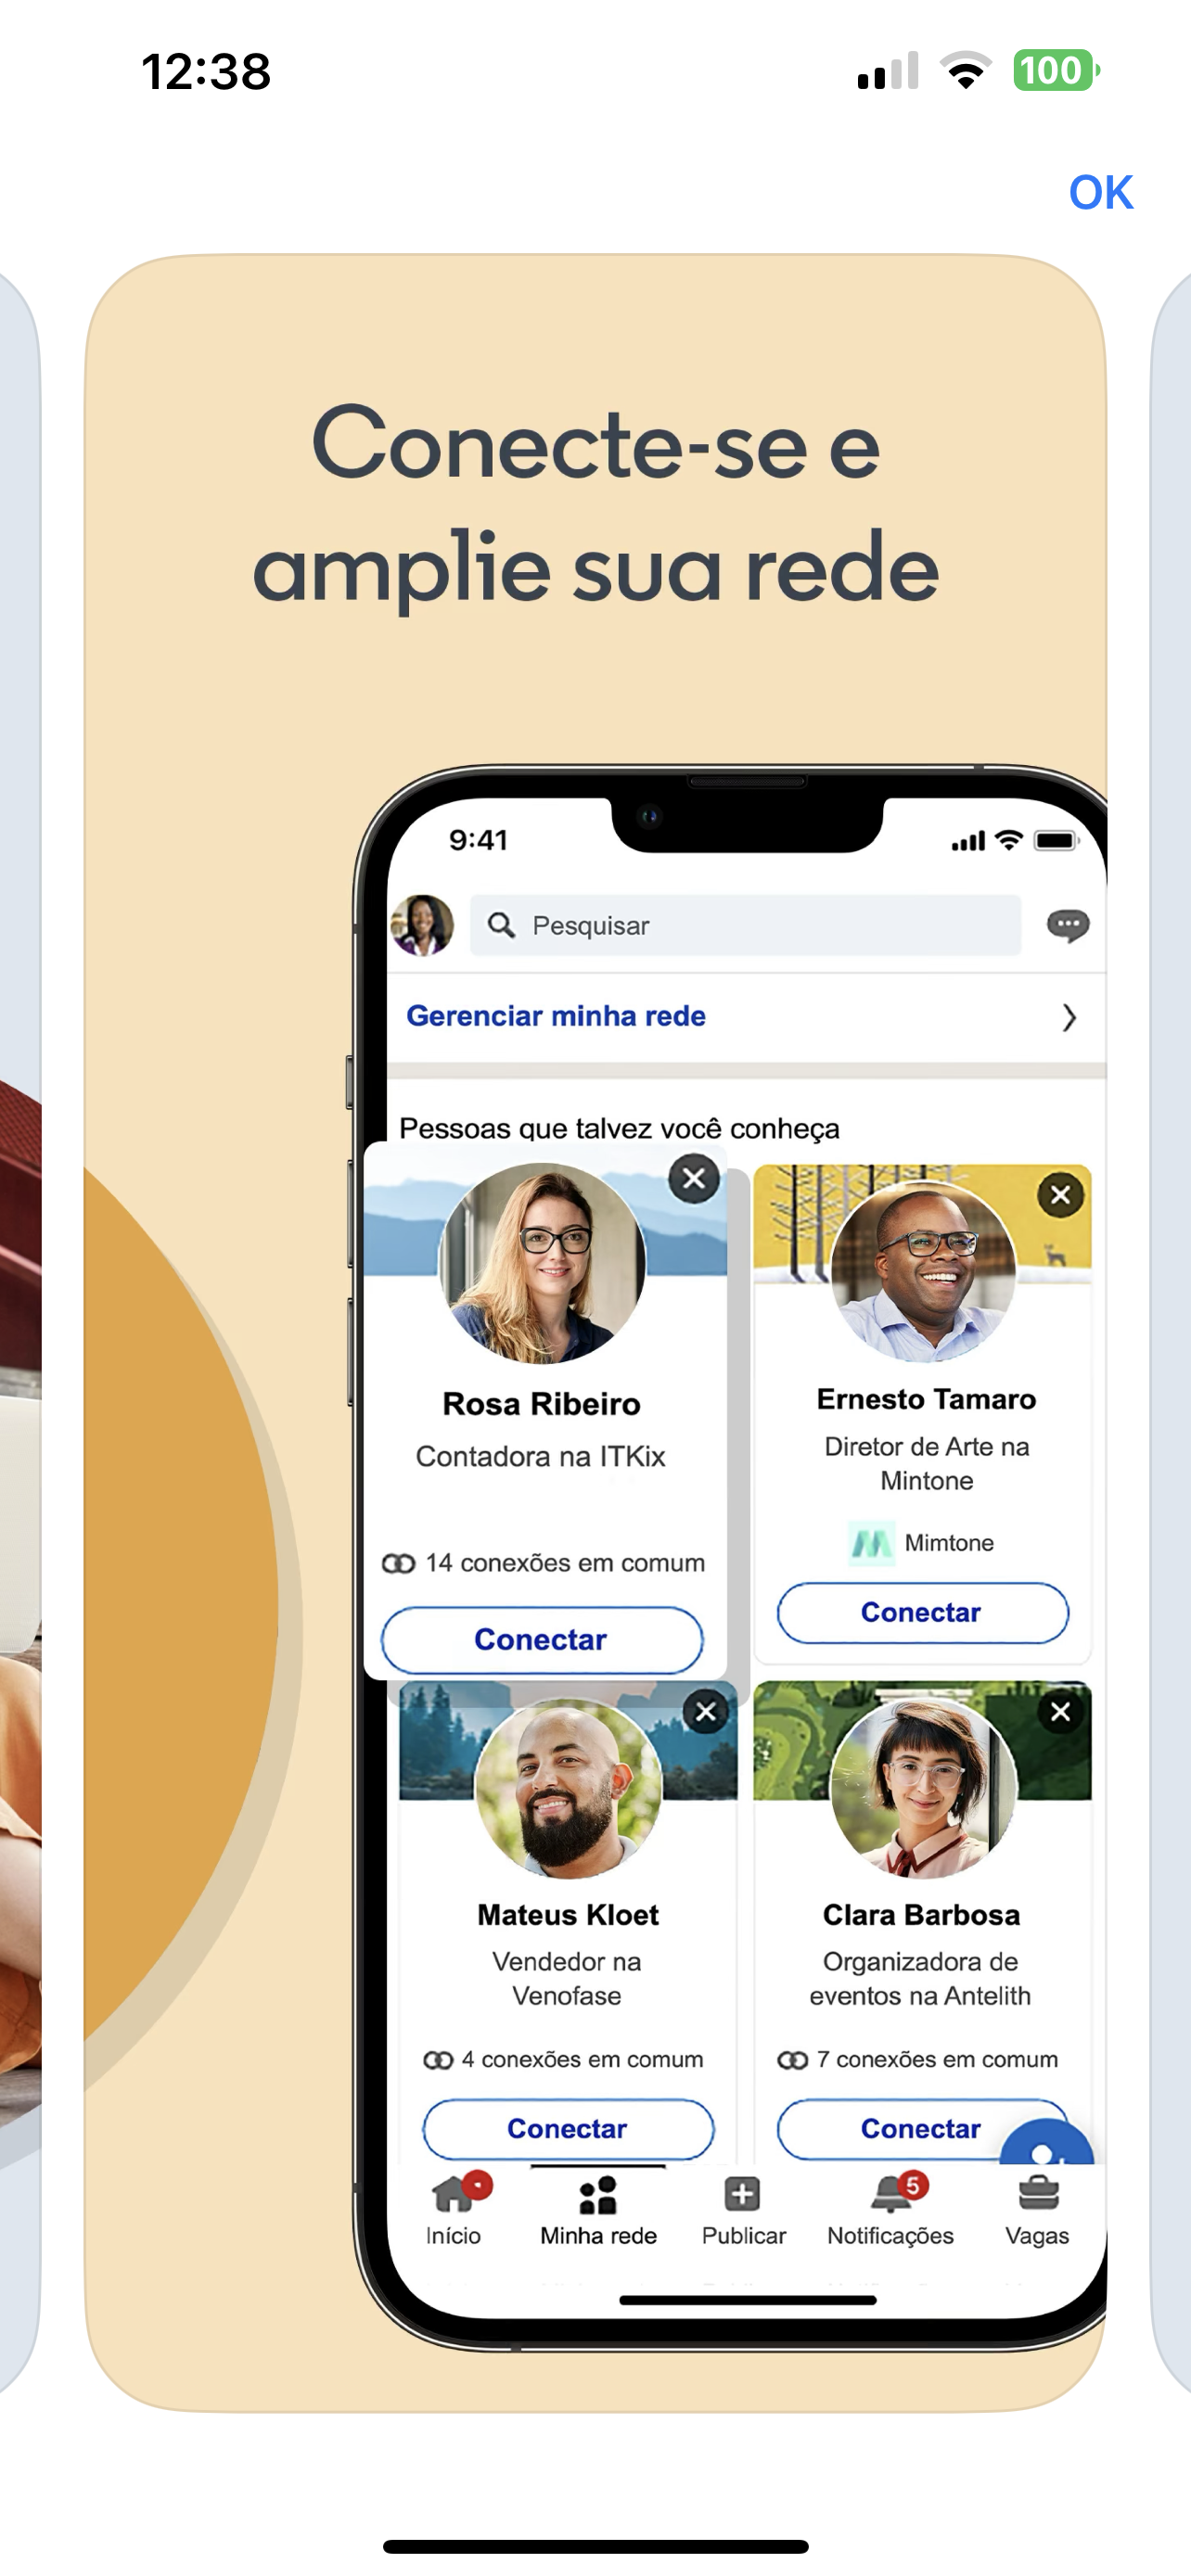 12:38
100
OK
Conecte-se e
amplie sua rede
9:41
Pesquisar
Gerenciar minha rede
Pessoas que talvez você conheça
Rosa Ribeiro
Contadora na ITKix
14 conexões em comum
Conectar
Ernesto Tamaro
Diretor de Arte na
Mintone
Mimtone
Conectar
Mateus Kloet
Vendedor na
Venofase
4 conexões em comum
Conectar
Clara Barbosa
Organizadora de
eventos na Antelith
7 conexões em comum
Conectar
5
Início
Minha rede
Publicar
Notificações
Vagas